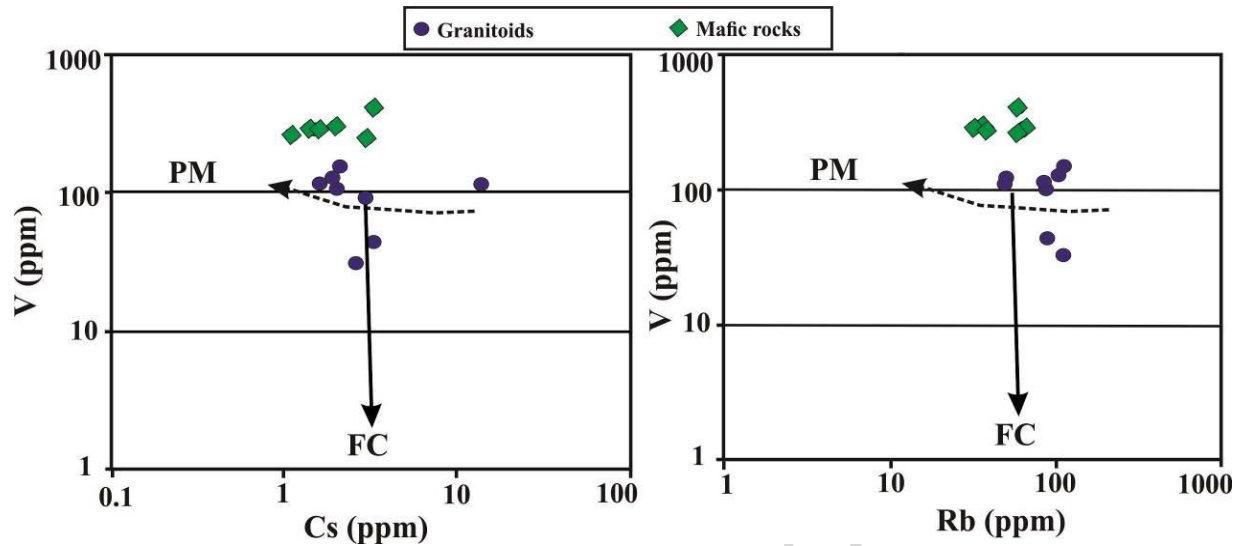 Granitoids Mafic rocks
1000
100
10
1
V (ppm)
PM
FC
0.1 1 10 100
Cs (ppm)
1000
100
10
1
V (ppm)
PM
FC
1 10 100 1000
Rb (ppm)